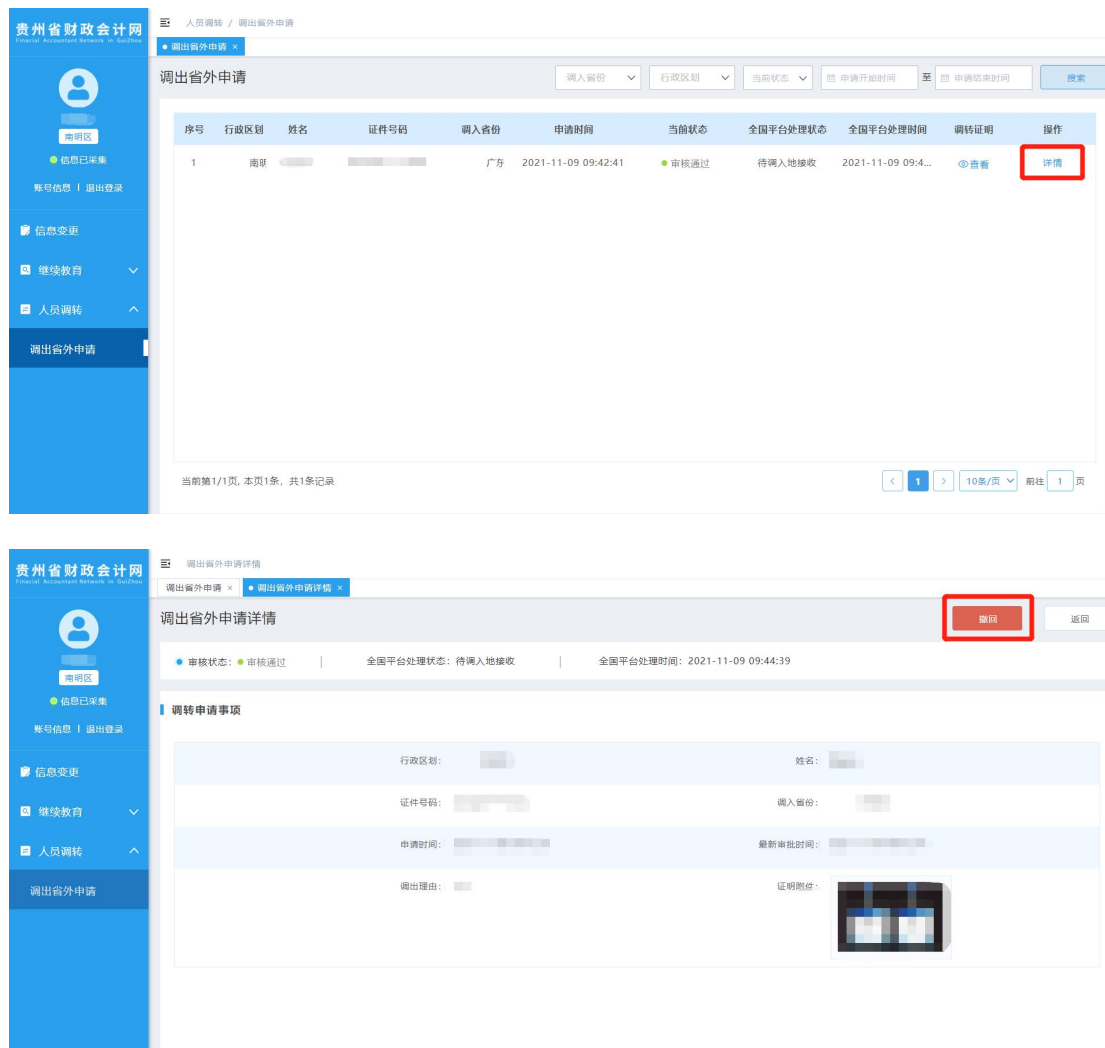 贵州省财政会计网
Finacial Accountant Network in GuiZhou
人员调转 / 调出省外申请
调出省外申请 ×
南明区
信息已采集
账号信息 | 退出登录
信息变更
继续教育
人员调转
调出省外申请
调出省外申请
调入省份 行政区划 当前状态 申请开始时间 至 申请结束时间 搜索
序号 行政区划 姓名 证件号码 调入省份 申请时间 当前状态 全国平台处理状态 全国平台处理时间 调转证明 操作
1 南明 广东 2021-11-09 09:42:41 审核通过 待调入地接收 2021-11-09 09:4... 查看 详情
当前第1/1页, 本页1条, 共1条记录
< 1 > 10条/页 前往 1 页
贵州省财政会计网
Finacial Accountant Network in GuiZhou
调出省外申请详情
调出省外申请 × 调出省外申请详情 ×
南明区
信息已采集
账号信息 | 退出登录
信息变更
继续教育
人员调转
调出省外申请
调出省外申请详情
撤回 返回
审核状态: 审核通过 | 全国平台处理状态: 待调入地接收 | 全国平台处理时间: 2021-11-09 09:44:39
调转申请事项
行政区划: 姓名:
证件号码: 调入省份:
申请时间: 最新审批时间:
调出理由: 证明附件: